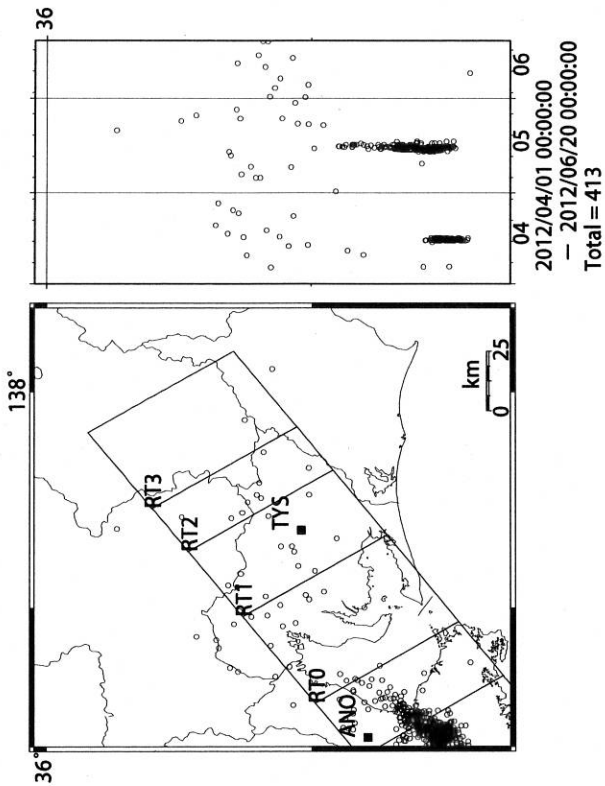 36
04 05 06
2012/04/01 00:00:00
— 2012/06/20 00:00:00
Total = 413
138°
36°
RT3
RT2
TYS
RT1
RT0
ANO
km
0 25